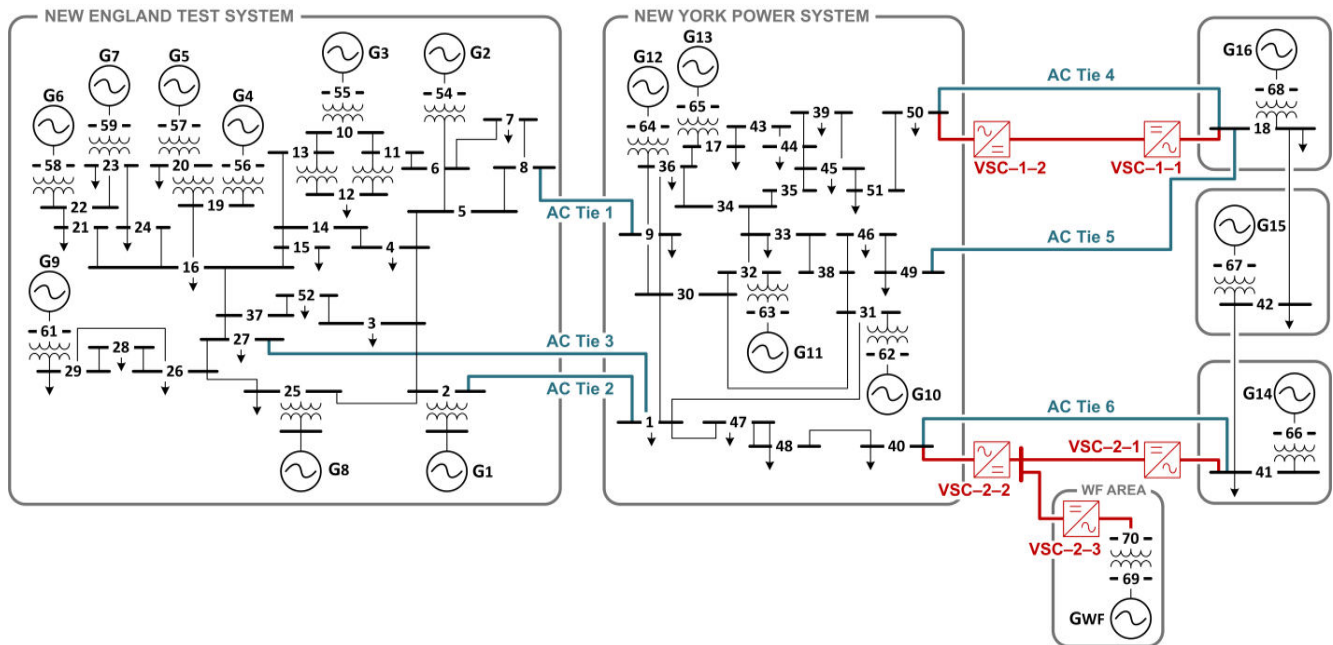 NEW ENGLAND TEST SYSTEM
G7
G5
G3
G2
G6
G4
59
57
55
54
58
56
23
20
10
13
11
7
22
19
12
6
8
21
24
14
5
15
4
16
G9
61
52
37
3
27
28
29
26
25
2
G8
G1
AC Tie 1
AC Tie 3
AC Tie 2
NEW YORK POWER SYSTEM
G12
G13
64
65
36
17
43
39
50
44
45
35
51
34
9
33
46
32
38
49
30
31
63
62
G11
G10
1
47
48
40
AC Tie 4
VSC–1–2
VSC–1–1
AC Tie 5
AC Tie 6
VSC–2–1
VSC–2–2
G16
68
18
G15
67
42
G14
66
41
WF AREA
VSC–2–3
70
69
GWF